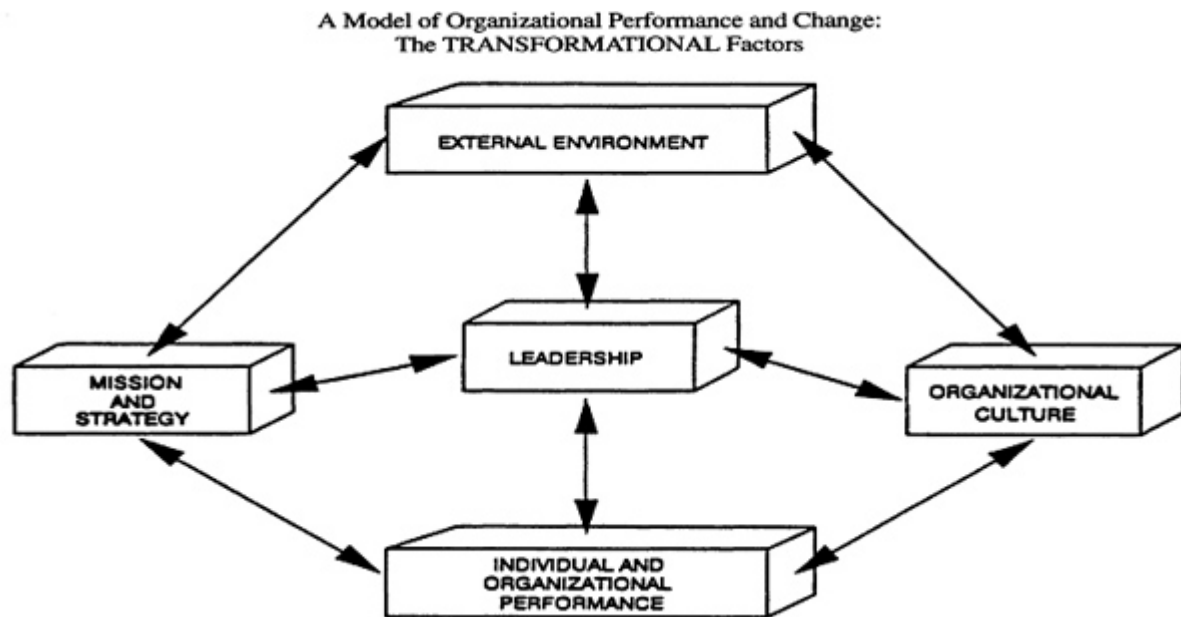 A Model of Organizational Performance and Change:
The TRANSFORMATIONAL Factors
EXTERNAL ENVIRONMENT
LEADERSHIP
MISSION
AND
STRATEGY
ORGANIZATIONAL
CULTURE
INDIVIDUAL AND
ORGANIZATIONAL
PERFORMANCE